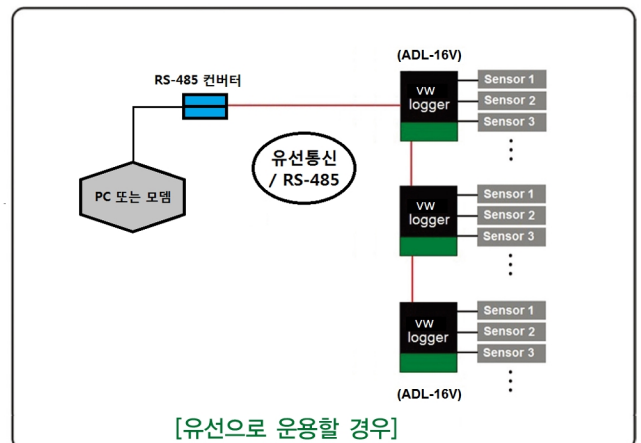 (ADL-16V)
RS-485 컨버터
vw
logger
Sensor 1
Sensor 2
Sensor 3
유선통신
/ RS-485
PC 또는 모뎀
vw
logger
Sensor 1
Sensor 2
Sensor 3
vw
logger
Sensor 1
Sensor 2
Sensor 3
(ADL-16V)
[유선으로 운용할 경우]